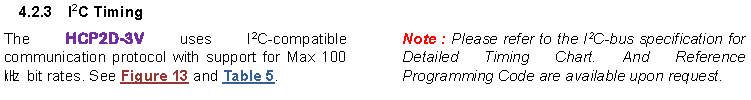 4.2.3 I²C Timing
The HCP2D-3V uses I²C-compatible
communication protocol with support for Max 100
㎑ bit rates. See Figure 13 and Table 5.
Note : Please refer to the I²C-bus specification for
Detailed Timing Chart. And Reference
Programming Code are available upon request.